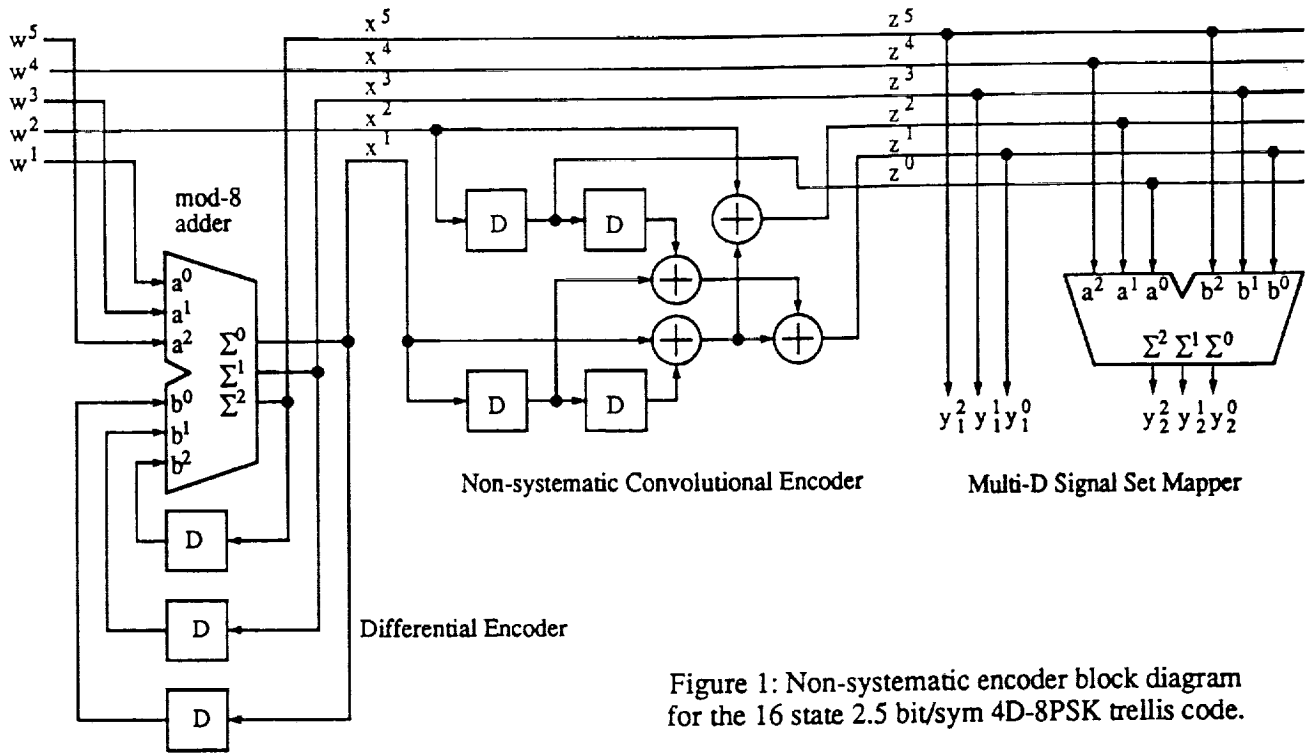 w⁵
w⁴
w³
w²
w¹
x⁵
x⁴
x³
x²
x¹
z⁵
z⁴
z³
z²
z¹
z⁰
mod-8
adder
a⁰
a¹
a²
Σ⁰
Σ¹
Σ²
b⁰
b¹
b²
D
D
D
Differential Encoder
D
D
D
D
Non-systematic Convolutional Encoder
a² a¹ a⁰ b² b¹ b⁰
Σ² Σ¹ Σ⁰
y₁² y₁¹ y₁⁰
y₂² y₂¹ y₂⁰
Multi-D Signal Set Mapper
Figure 1: Non-systematic encoder block diagram
for the 16 state 2.5 bit/sym 4D-8PSK trellis code.